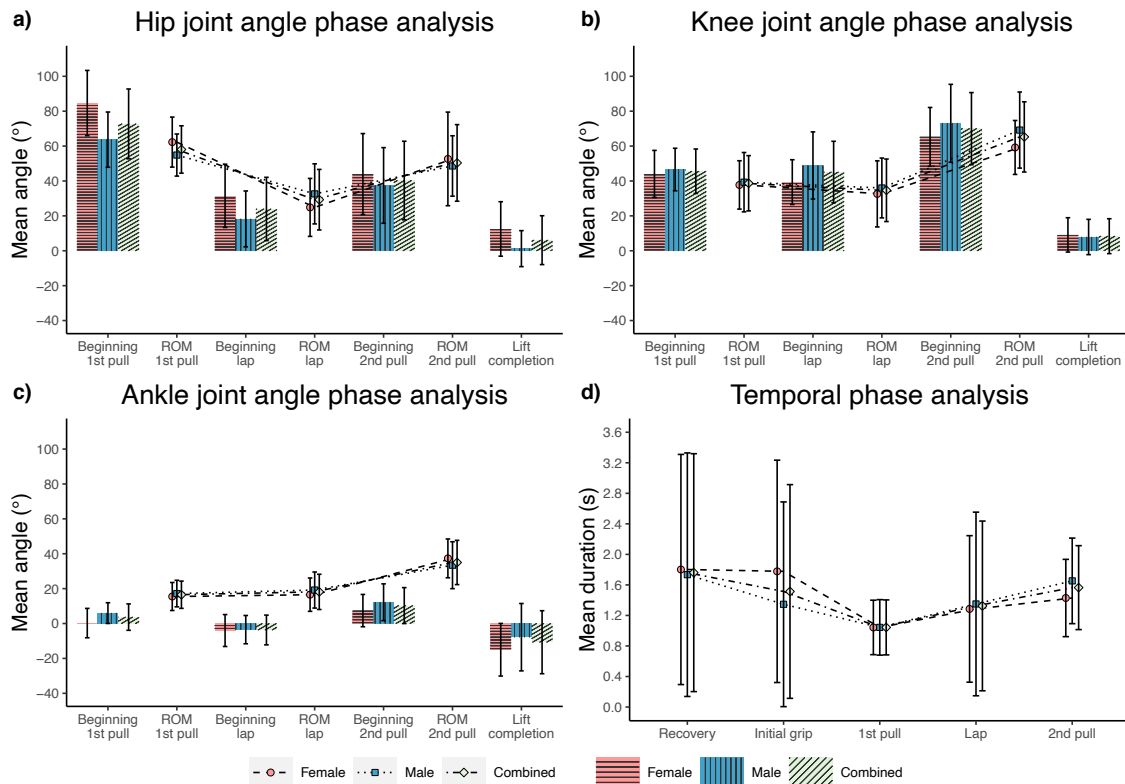 a) Hip joint angle phase analysis
Mean angle (°)
100
80
60
40
20
0
−20
−40
Beginning
1st pull
ROM
1st pull
Beginning
lap
ROM
lap
Beginning
2nd pull
ROM
2nd pull
Lift
completion
b) Knee joint angle phase analysis
Mean angle (°)
100
80
60
40
20
0
−20
−40
Beginning
1st pull
ROM
1st pull
Beginning
lap
ROM
lap
Beginning
2nd pull
ROM
2nd pull
Lift
completion
c) Ankle joint angle phase analysis
Mean angle (°)
100
80
60
40
20
0
−20
−40
Beginning
1st pull
ROM
1st pull
Beginning
lap
ROM
lap
Beginning
2nd pull
ROM
2nd pull
Lift
completion
d) Temporal phase analysis
Mean duration (s)
3.6
3.2
2.8
2.4
2.0
1.6
1.2
0.8
0.4
0.0
Recovery
Initial grip
1st pull
Lap
2nd pull
Female Male Combined
Female Male Combined